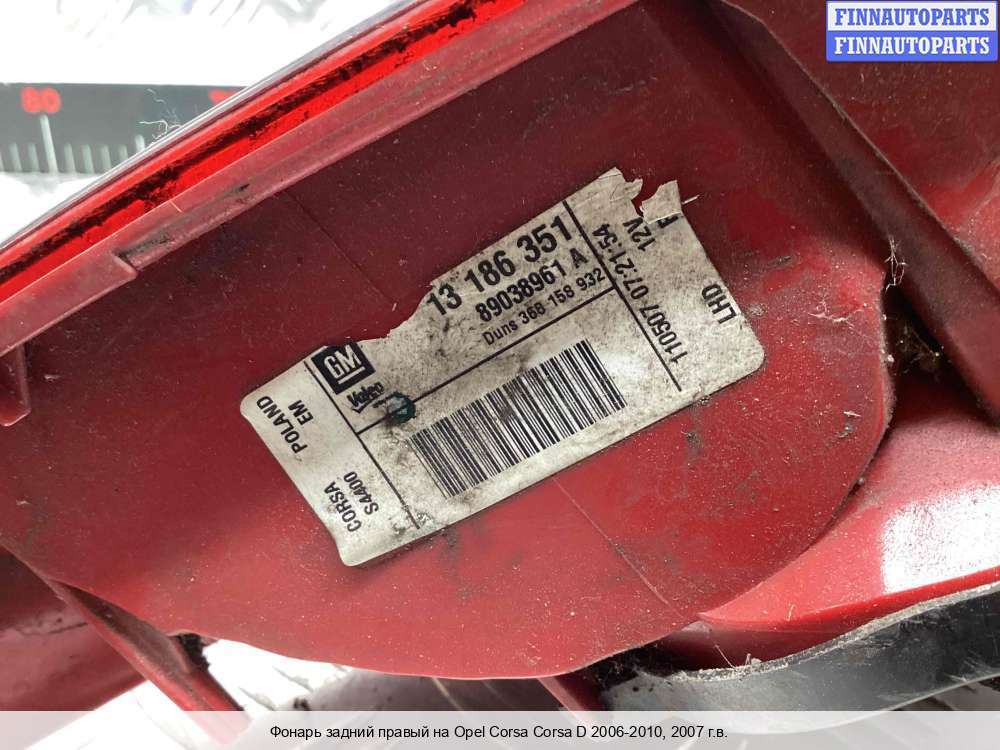 FINNAUTOPARTS
FINNAUTOPARTS
80
13 186 351
89038961 A
Duns 368 158 932
12V
110507 07:21:54
LHD
GM
Valeo
POLAND
EM
CORSA
S4400
Фонарь задний правый на Opel Corsa Corsa D 2006-2010, 2007 г.в.